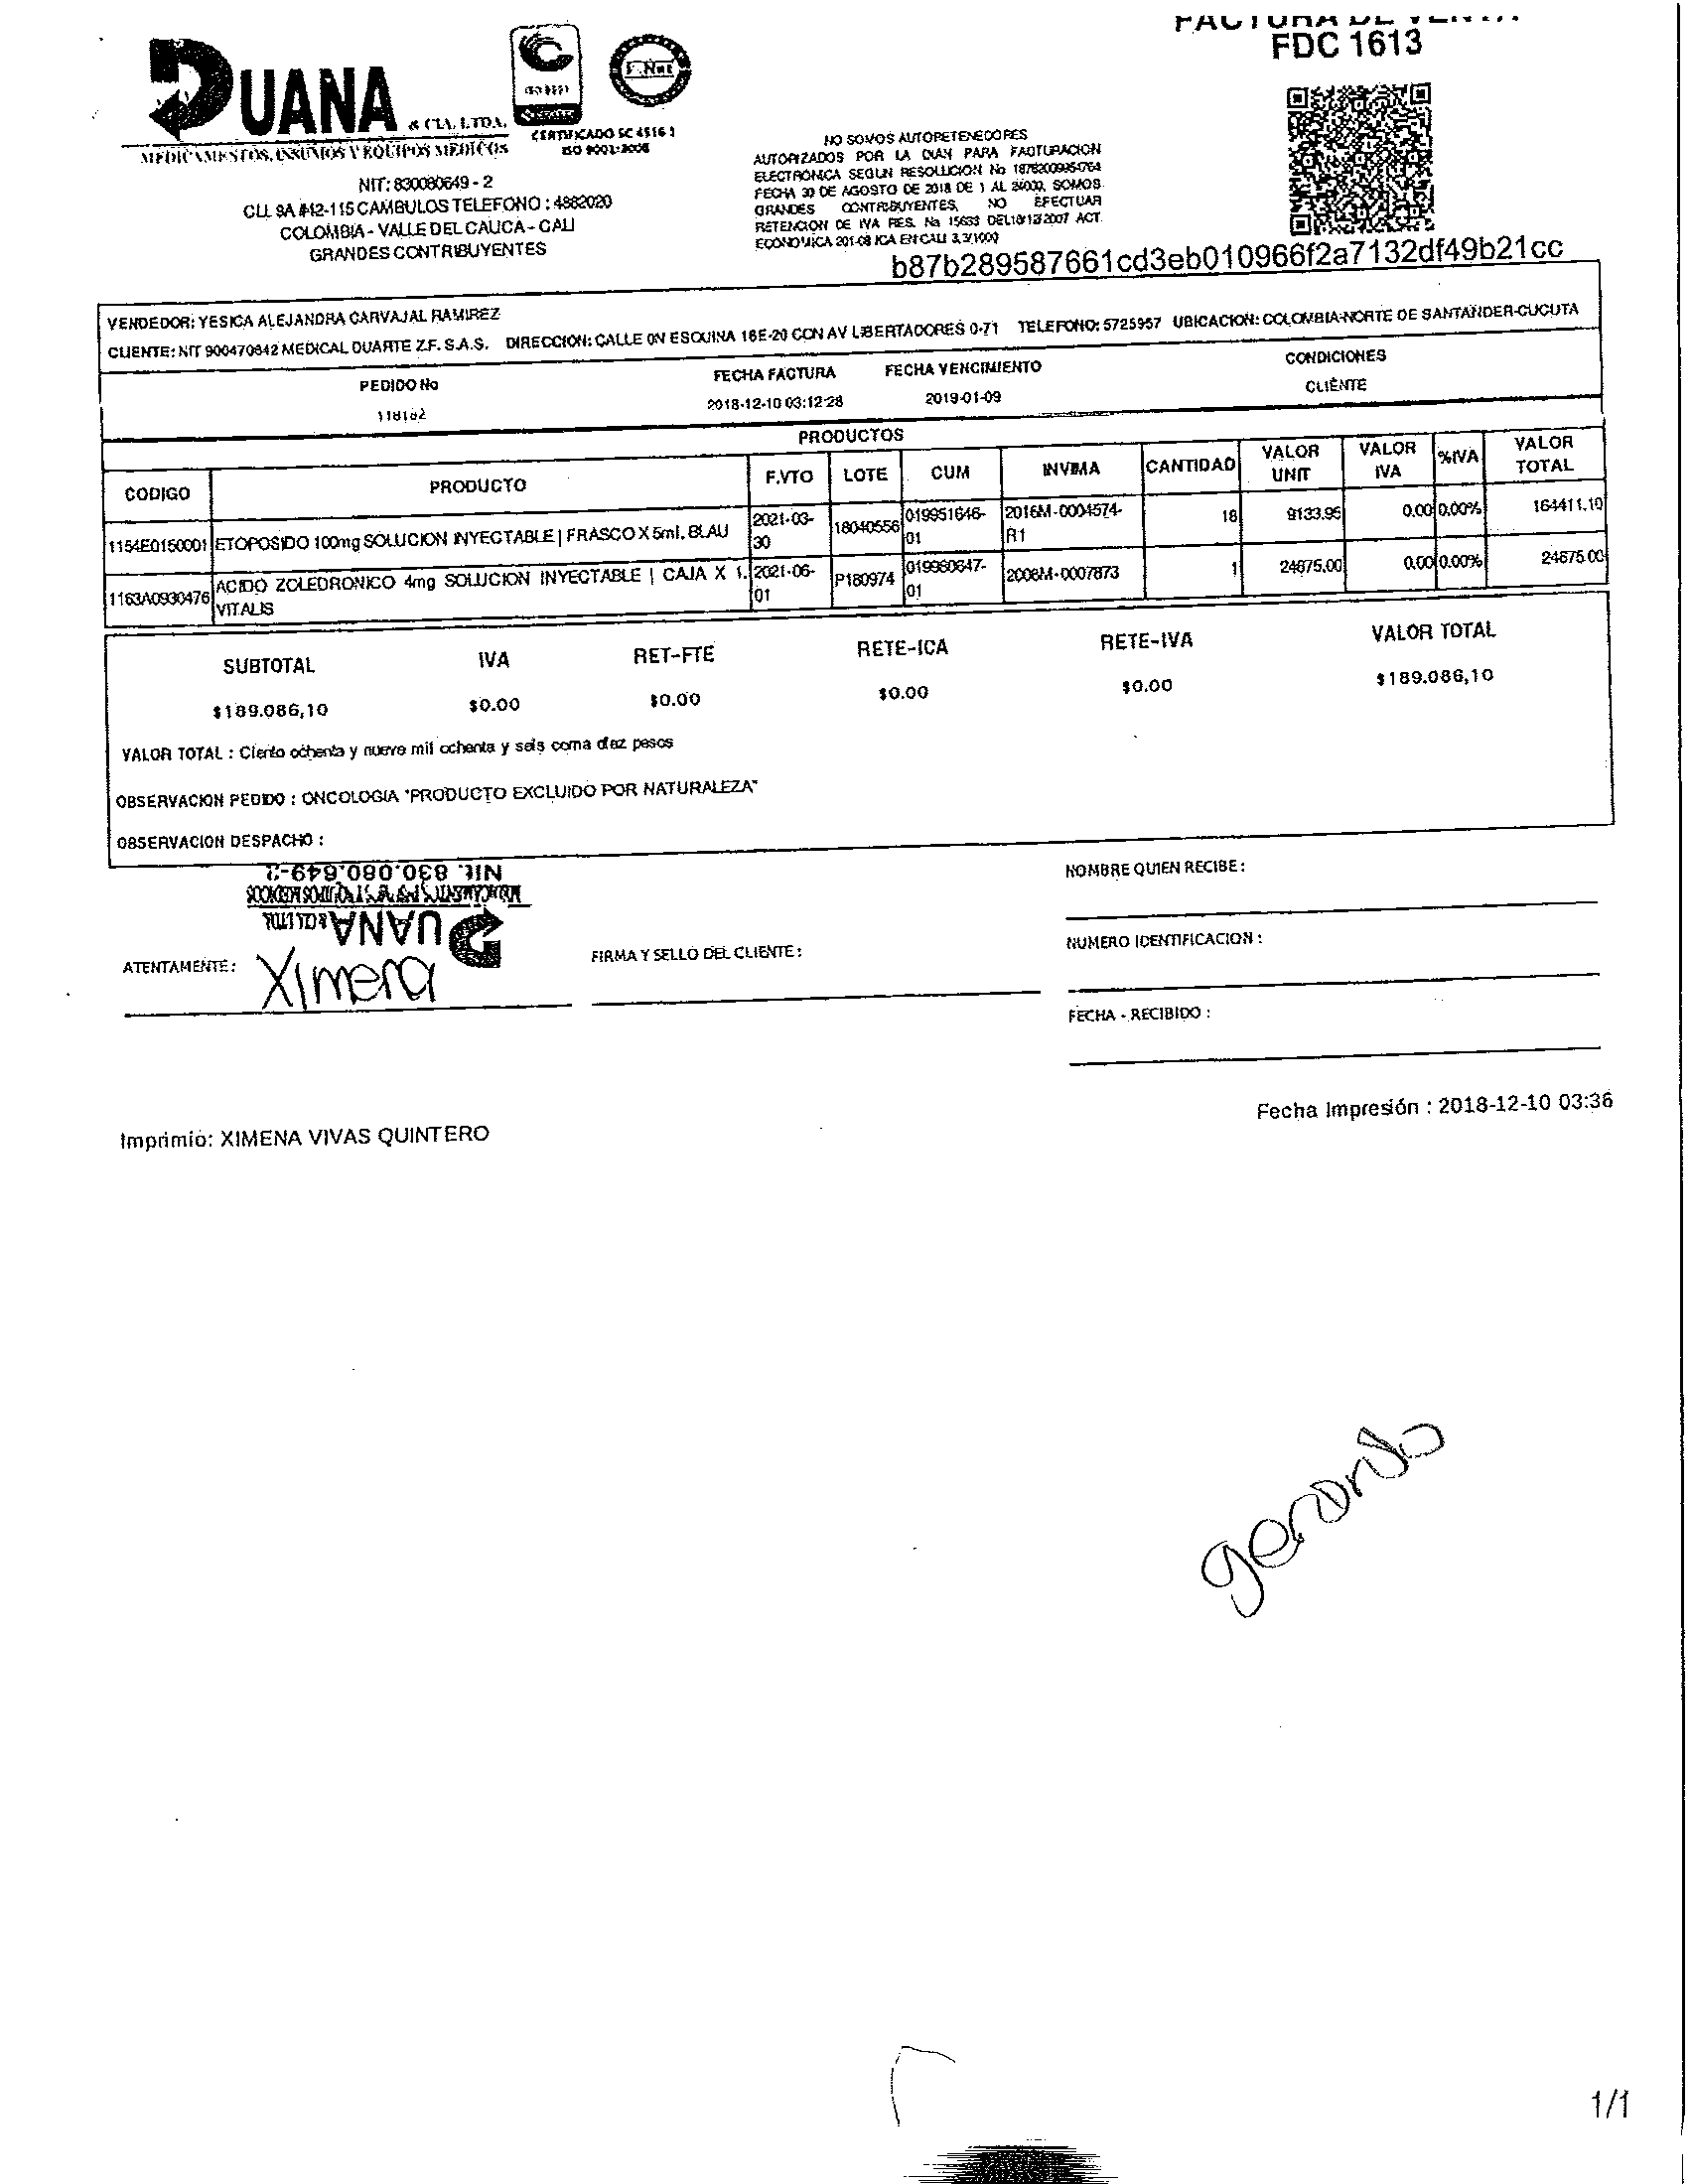 FDC 1613
DUANA & CIA. LTDA.
MEDICAMENTOS, INSUMOS Y EQUIPOS MEDICOS
CERTIFICADO SC 4516 1
ISO 9001:2008
NIT: 830080649 - 2
CLL 9A #42-115 CAMBULOS TELEFONO : 4882020
COLOMBIA - VALLE DEL CAUCA - CALI
GRANDES CONTRIBUYENTES
NO SOMOS AUTORETENEDORES
AUTORIZADOS POR LA DIAN PARA FACTURACION
ELECTRONICA SEGUN RESOLUCION No
FECHA 30 DE AGOSTO DE 2018 DE 1 AL SOMOS
GRANDES CONTRIBUYENTES, NO EFECTUAR
RETENCION DE IVA RES. No 15633 ACT.
ECONOMICA 201-08 ICA EN CALI 3,3/1000
b87b289587661cd3eb010966f2a7132df49b21cc
VENDEDOR: YESICA ALEJANDRA CARVAJAL RAMIREZ
CLIENTE: NIT 900470642 MEDICAL DUARTE Z.F. S.A.S. DIRECCION: CALLE 0N ESQUINA 16E-20 CON AV LIBERTADORES 0-71 TELEFONO: 5725957 UBICACION: COLOMBIA-NORTE DE SANTANDER-CUCUTA
PEDIDO No FECHA FACTURA FECHA VENCIMIENTO CONDICIONES
118182 2018-12-10 03:12:28 2019-01-09 CLIENTE
PRODUCTOS
CODIGO PRODUCTO F.VTO LOTE CUM INVIMA CANTIDAD VALOR UNIT VALOR IVA %IVA VALOR TOTAL
1154E0150001 ETOPOSIDO 100mg SOLUCION INYECTABLE | FRASCO X 5ml. BLAU 2021-03-30 18040556 019951646-01 2016M-0004574-R1 18 9133.95 0.00 0.00% 164411.10
1163A0930476 ACIDO ZOLEDRONICO 4mg SOLUCION INYECTABLE | CAJA X 1. VITALIS 2021-06-01 P180974 019980647-01 2008M-0007873 1 24675.00 0.00 0.00% 24675.00
SUBTOTAL IVA RET-FTE RETE-ICA RETE-IVA VALOR TOTAL
$189.086,10 $0.00 $0.00 $0.00 $0.00 $189.086,10
VALOR TOTAL : Ciento ochenta y nueve mil ochenta y seis coma diez pesos
OBSERVACION PEDIDO : ONCOLOGIA "PRODUCTO EXCLUIDO POR NATURALEZA"
OBSERVACION DESPACHO :
Nit. 830.080.649-2
DUANA & CIA LTDA.
ATENTAMENTE: Ximena
FIRMA Y SELLO DEL CLIENTE :
NOMBRE QUIEN RECIBE :
NUMERO IDENTIFICACION :
FECHA - RECIBIDO :
Imprimio: XIMENA VIVAS QUINTERO
Fecha Impresión : 2018-12-10 03:36
1/1